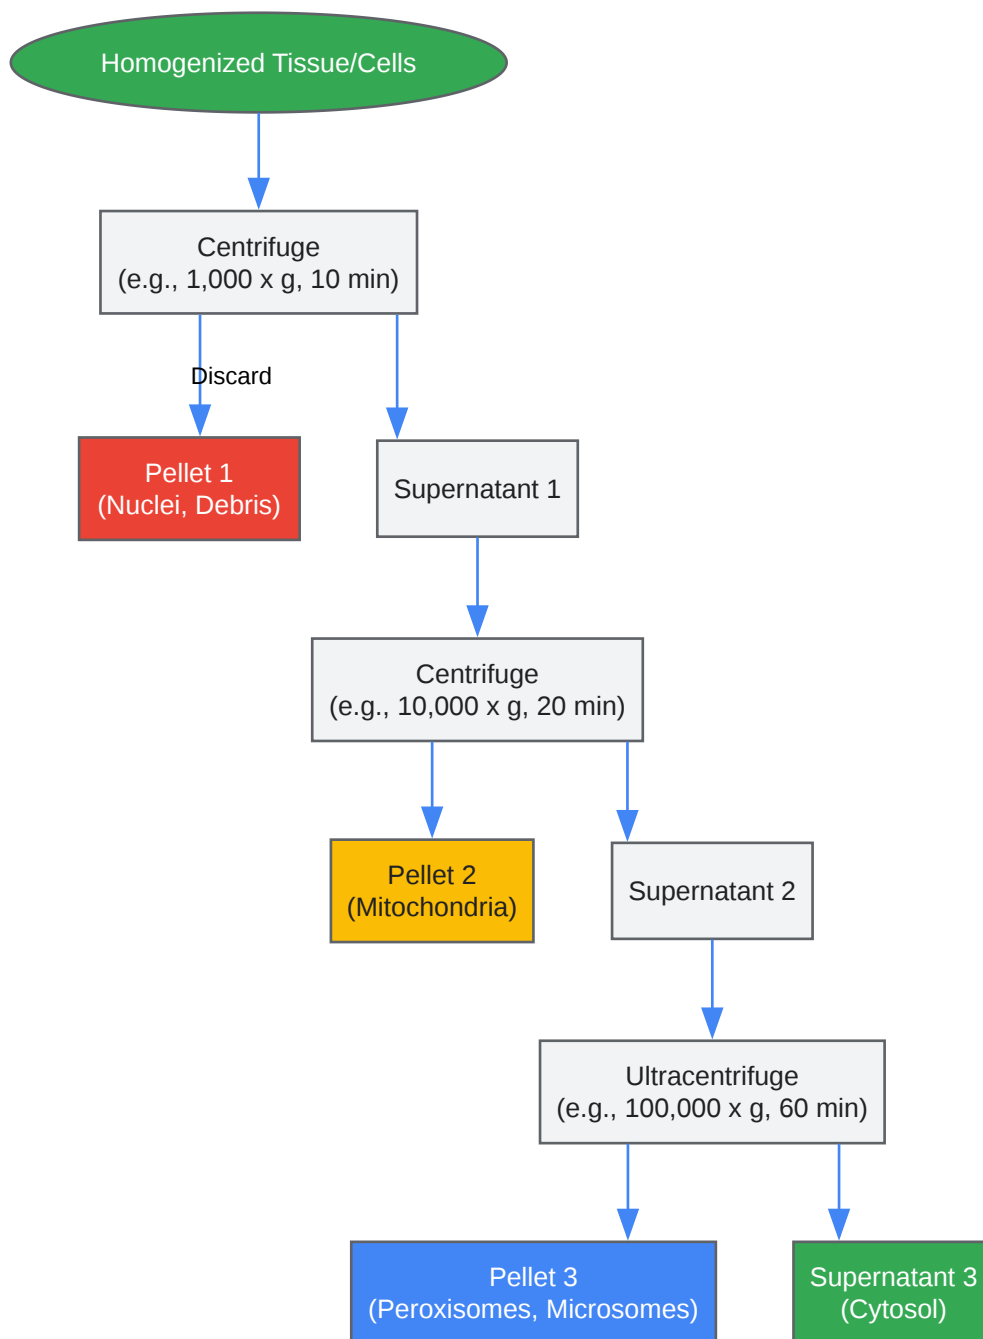 Homogenized Tissue/Cells
Centrifuge
(e.g., 1,000 x g, 10 min)
Discard
Pellet 1
(Nuclei, Debris)
Supernatant 1
Centrifuge
(e.g., 10,000 x g, 20 min)
Pellet 2
(Mitochondria)
Supernatant 2
Ultracentrifuge
(e.g., 100,000 x g, 60 min)
Pellet 3
(Peroxisomes, Microsomes)
Supernatant 3
(Cytosol)